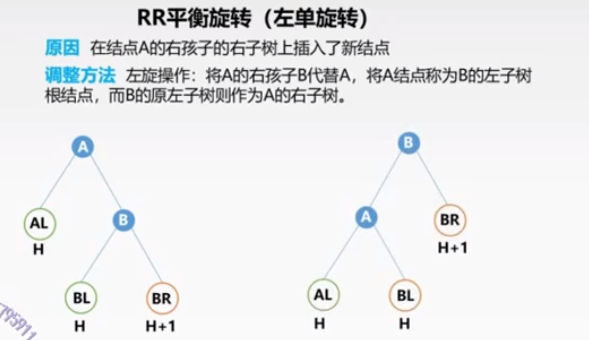 RR平衡旋转（左单旋转）
原因 在结点A的右孩子的右子树上插入了新结点
调整方法 左旋操作：将A的右孩子B代替A，将A结点称为B的左子树
根结点，而B的原左子树则作为A的右子树。
A B
AL B A BR
H H+1
BL BR AL BL
H H+1 H H
795911